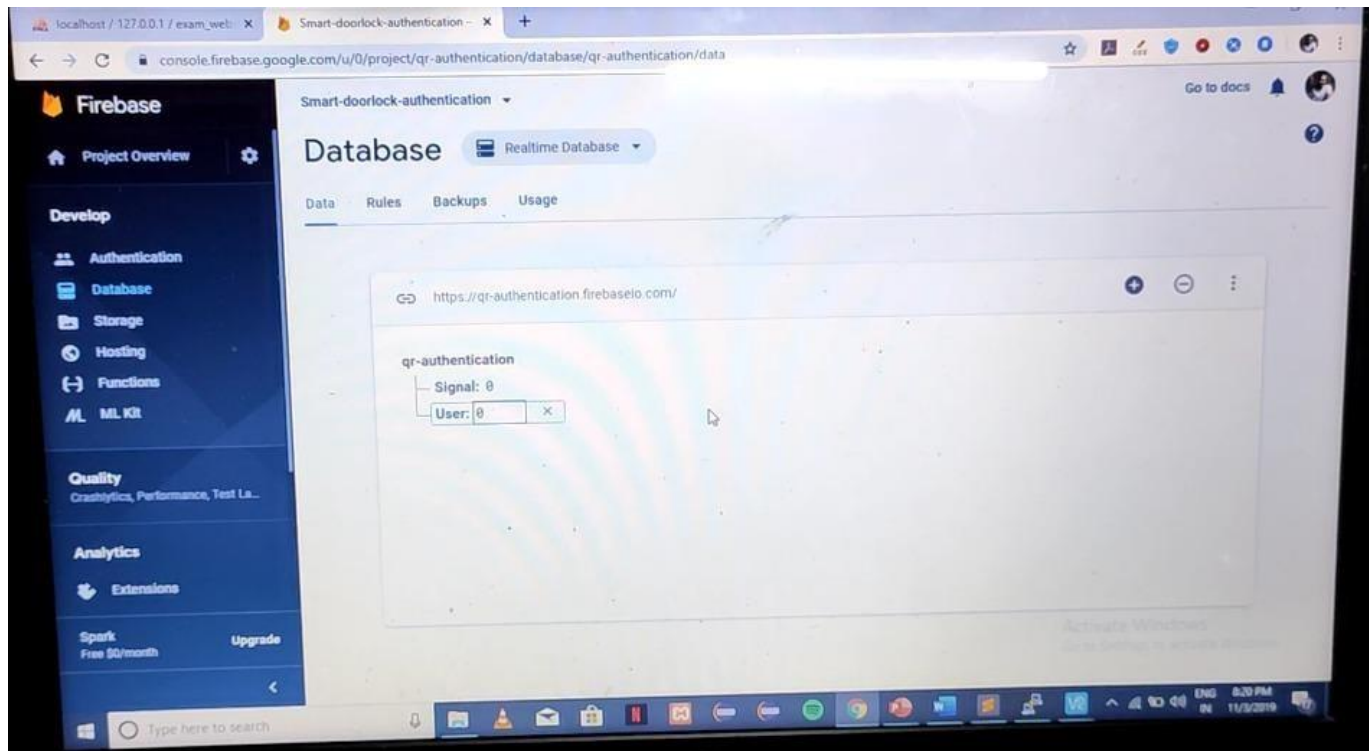 localhost / 127.0.0.1 / exam_web
Smart-doorlock-authentication -
console.firebase.google.com/u/0/project/qr-authentication/database/qr-authentication/data
Firebase
Smart-doorlock-authentication
Go to docs
Project Overview
Database
Realtime Database
Data Rules Backups Usage
Develop
Authentication
Database
Storage
Hosting
Functions
ML Kit
https://qr-authentication.firebaseio.com/
qr-authentication
Signal: 0
User: 0
Quality
Crashlytics, Performance, Test La...
Analytics
Extensions
Spark
Free $0/month
Upgrade
Activate Windows
Type here to search
ENG
IN
8:20 PM
11/3/2019